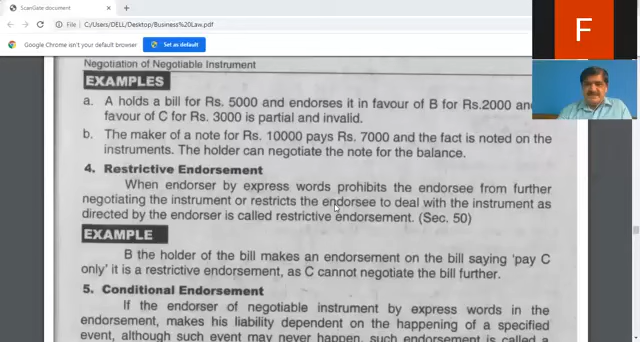 ScanGate document
File
C:/Users/DELL/Desktop/Business%20Law.pdf
Google Chrome isn't your default browser
Set as default
F
Negotiation of Negotiable Instrument
EXAMPLES
a. A holds a bill for Rs. 5000 and endorses it in favour of B for Rs.2000 an
favour of C for Rs. 3000 is partial and invalid.
b. The maker of a note for Rs. 10000 pays Rs. 7000 and the fact is noted on the
instruments. The holder can negotiate the note for the balance.
4. Restrictive Endorsement
When endorser by express words prohibits the endorsee from further
negotiating the instrument or restricts the endorsee to deal with the instrument as
directed by the endorser is called restrictive endorsement. (Sec. 50)
EXAMPLE
B the holder of the bill makes an endorsement on the bill saying 'pay C
only' it is a restrictive endorsement, as C cannot negotiate the bill further.
5. Conditional Endorsement
If the endorser of negotiable instrument by express words in the
endorsement, makes his liability dependent on the happening of a specified
event, although such event may never happen, such endorsement is called a